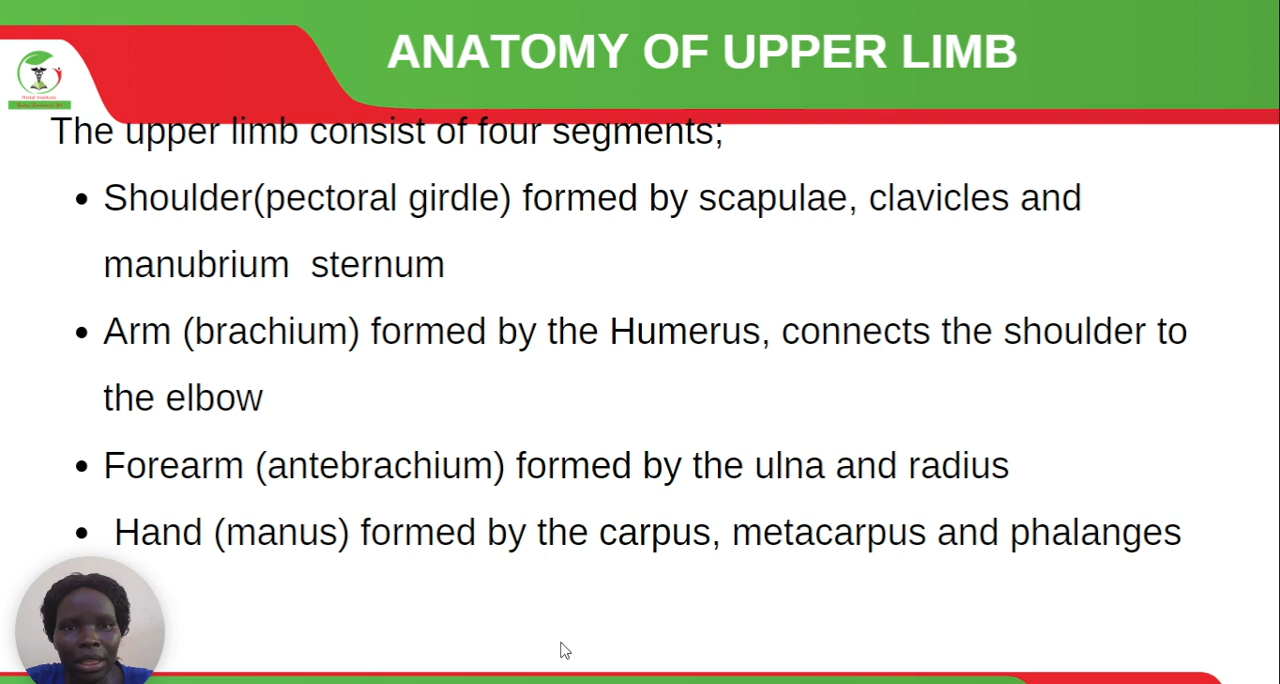 ANATOMY OF UPPER LIMB
The upper limb consist of four segments;
• Shoulder(pectoral girdle) formed by scapulae, clavicles and
manubrium  sternum
• Arm (brachium) formed by the Humerus, connects the shoulder to
the elbow
• Forearm (antebrachium) formed by the ulna and radius
• Hand (manus) formed by the carpus, metacarpus and phalanges